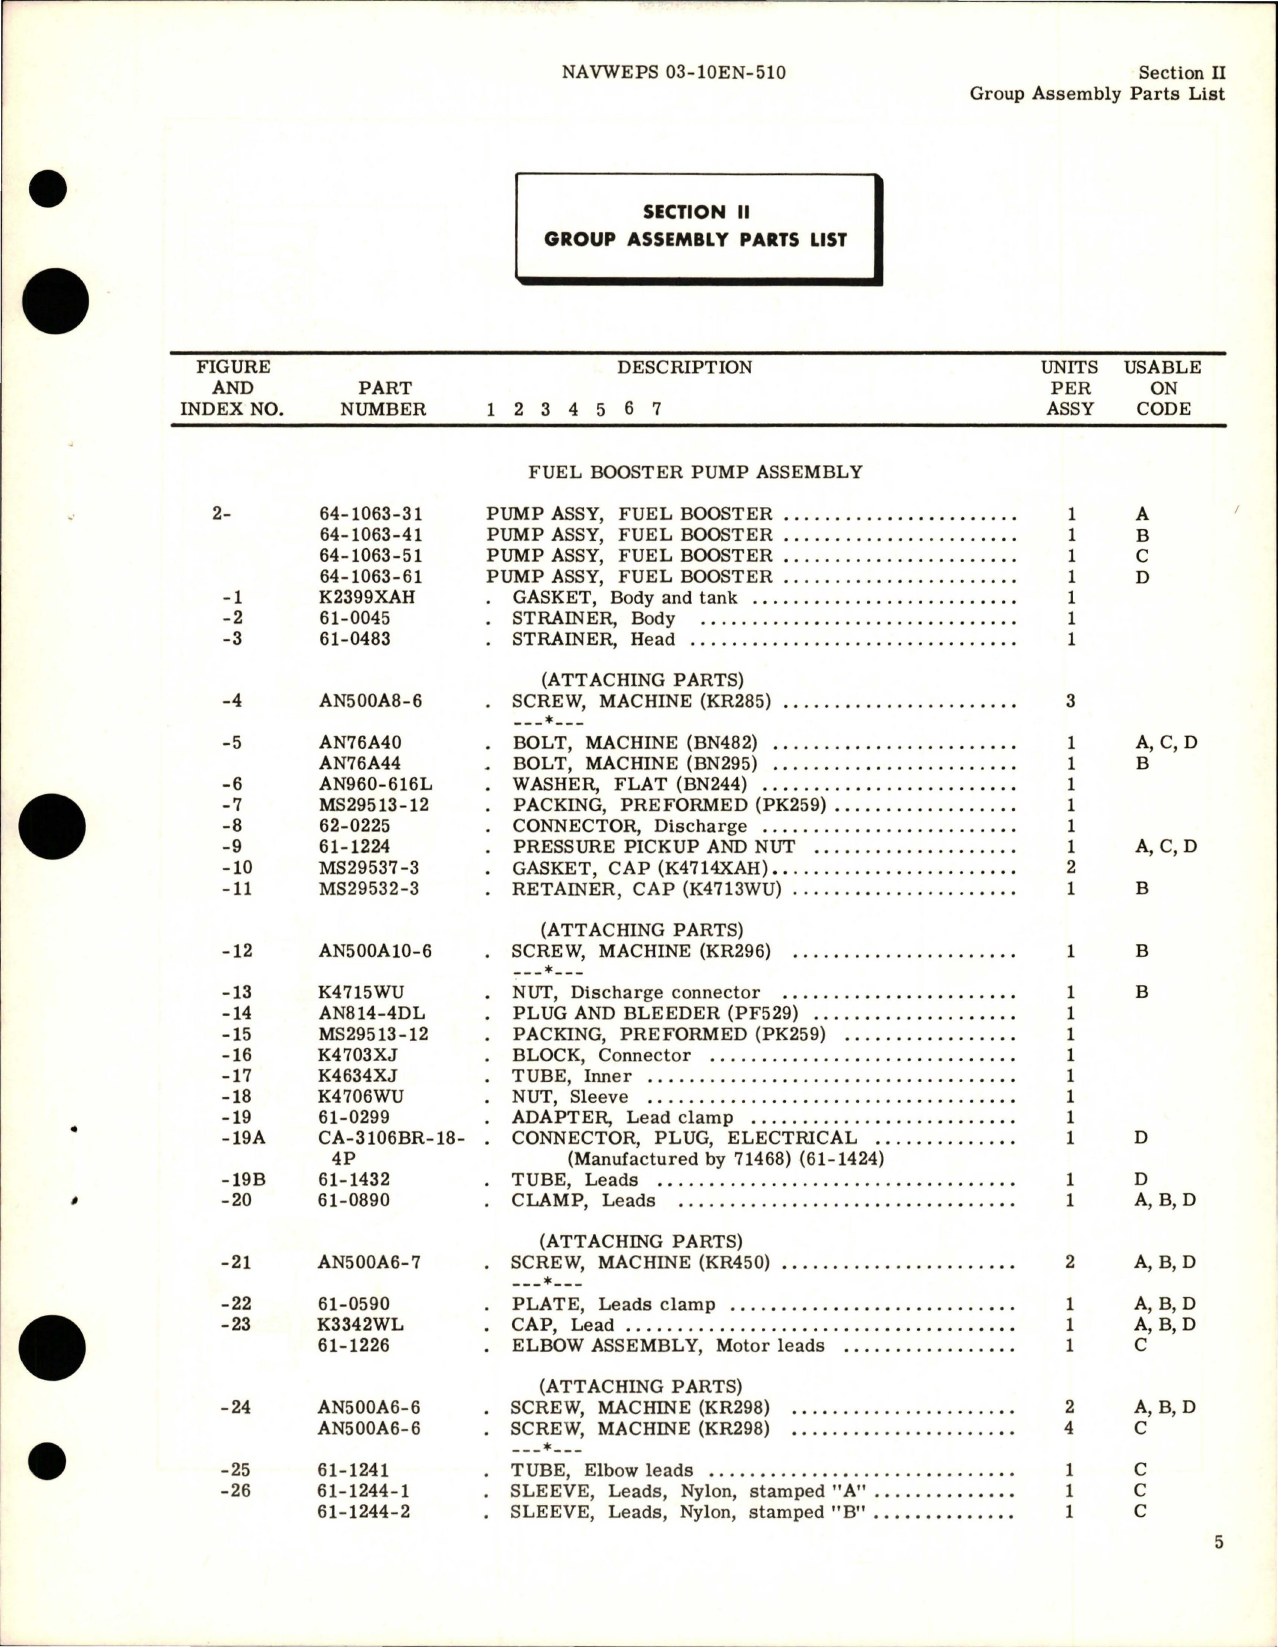 NAVWEPS 03-10EN-510
Section II
Group Assembly Parts List
SECTION II
GROUP ASSEMBLY PARTS LIST
FIGURE AND INDEX NO. PART NUMBER DESCRIPTION 1 2 3 4 5 6 7 UNITS PER ASSY USABLE ON CODE
FUEL BOOSTER PUMP ASSEMBLY
2- 64-1063-31 PUMP ASSY, FUEL BOOSTER ....................... 1 A
64-1063-41 PUMP ASSY, FUEL BOOSTER ....................... 1 B
64-1063-51 PUMP ASSY, FUEL BOOSTER ....................... 1 C
64-1063-61 PUMP ASSY, FUEL BOOSTER ....................... 1 D
-1 K2399XAH . GASKET, Body and tank .......................... 1
-2 61-0045 . STRAINER, Body ............................... 1
-3 61-0483 . STRAINER, Head ................................ 1
(ATTACHING PARTS)
-4 AN500A8-6 . SCREW, MACHINE (KR285) ....................... 3
---*---
-5 AN76A40 . BOLT, MACHINE (BN482) ........................ 1 A, C, D
AN76A44 . BOLT, MACHINE (BN295) ........................ 1 B
-6 AN960-616L . WASHER, FLAT (BN244) ......................... 1
-7 MS29513-12 . PACKING, PREFORMED (PK259) .................. 1
-8 62-0225 . CONNECTOR, Discharge ......................... 1
-9 61-1224 . PRESSURE PICKUP AND NUT .................... 1 A, C, D
-10 MS29537-3 . GASKET, CAP (K4714XAH)........................ 2
-11 MS29532-3 . RETAINER, CAP (K4713WU) ...................... 1 B
(ATTACHING PARTS)
-12 AN500A10-6 . SCREW, MACHINE (KR296) ...................... 1 B
---*---
-13 K4715WU . NUT, Discharge connector ....................... 1 B
-14 AN814-4DL . PLUG AND BLEEDER (PF529) .................... 1
-15 MS29513-12 . PACKING, PREFORMED (PK259) ................. 1
-16 K4703XJ . BLOCK, Connector .............................. 1
-17 K4634XJ . TUBE, Inner .................................... 1
-18 K4706WU . NUT, Sleeve .................................... 1
-19 61-0299 . ADAPTER, Lead clamp .......................... 1
-19A CA-3106BR-18- . CONNECTOR, PLUG, ELECTRICAL .............. 1 D
4P (Manufactured by 71468) (61-1424)
-19B 61-1432 . TUBE, Leads ................................... 1 D
-20 61-0890 . CLAMP, Leads ................................. 1 A, B, D
(ATTACHING PARTS)
-21 AN500A6-7 . SCREW, MACHINE (KR450) ....................... 2 A, B, D
---*---
-22 61-0590 . PLATE, Leads clamp ............................ 1 A, B, D
-23 K3342WL . CAP, Lead ...................................... 1 A, B, D
61-1226 . ELBOW ASSEMBLY, Motor leads ................. 1 C
(ATTACHING PARTS)
-24 AN500A6-6 . SCREW, MACHINE (KR298) ...................... 2 A, B, D
AN500A6-6 . SCREW, MACHINE (KR298) ...................... 4 C
---*---
-25 61-1241 . TUBE, Elbow leads .............................. 1 C
-26 61-1244-1 . SLEEVE, Leads, Nylon, stamped "A" .............. 1 C
61-1244-2 . SLEEVE, Leads, Nylon, stamped "B" .............. 1 C
5